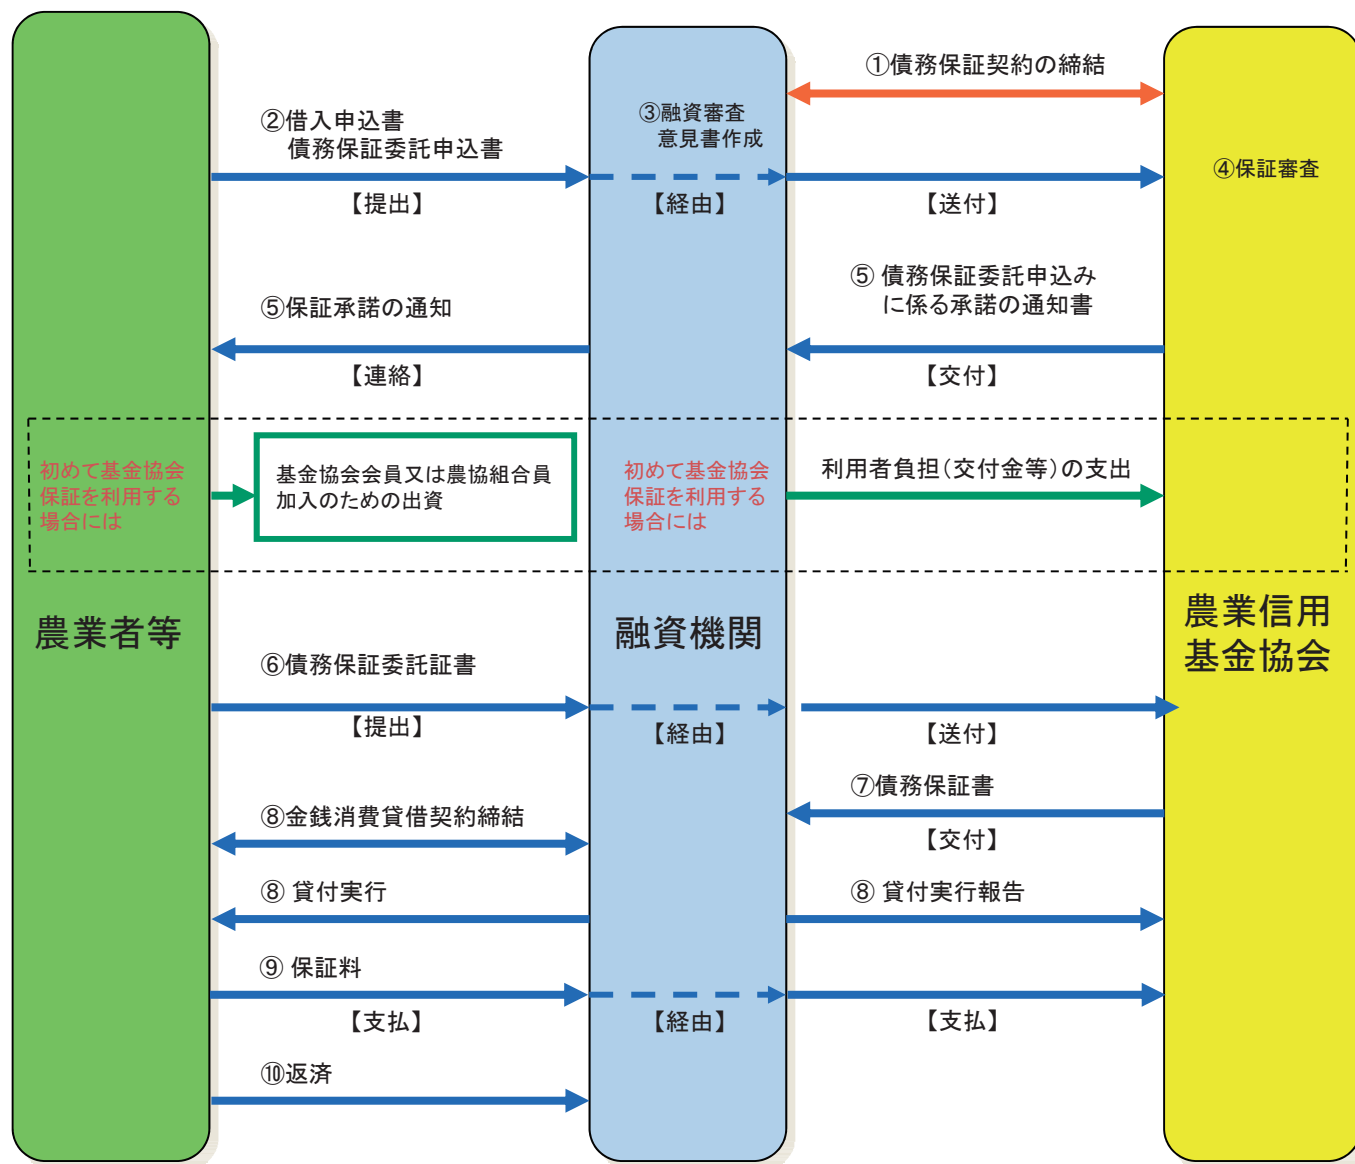 ①債務保証契約の締結
②借入申込書
債務保証委託申込書
③融資審査
意見書作成
④保証審査
【提出】
【経由】
【送付】
⑤保証承諾の通知
⑤ 債務保証委託申込み
に係る承諾の通知書
【連絡】
【交付】
初めて基金協会
保証を利用する
場合には
基金協会会員又は農協組合員
加入のための出資
初めて基金協会
保証を利用する
場合には
利用者負担(交付金等)の支出
農業者等
融資機関
農業信用
基金協会
⑥債務保証委託証書
【提出】
【経由】
【送付】
⑦債務保証書
【交付】
⑧金銭消費貸借契約締結
⑧ 貸付実行
⑧ 貸付実行報告
⑨ 保証料
【支払】
【経由】
【支払】
⑩返済